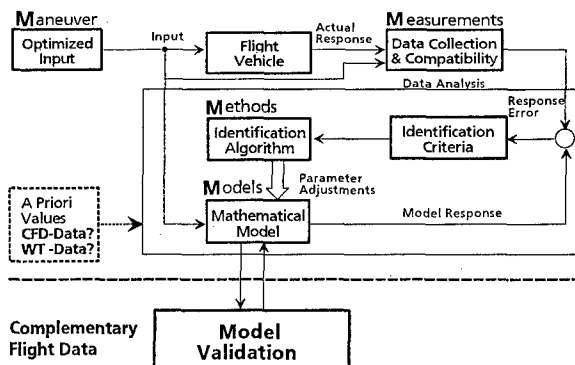 Maneuver
Optimized
Input
Input
Flight
Vehicle
Actual
Response
Measurements
Data Collection
& Compatibility
Data Analysis
Response
Error
Methods
Identification
Algorithm
Identification
Criteria
Models
Parameter
Adjustments
Mathematical
Model
Model Response
A Priori
Values
CFD-Data?
WT -Data?
Complementary
Flight Data
Model
Validation